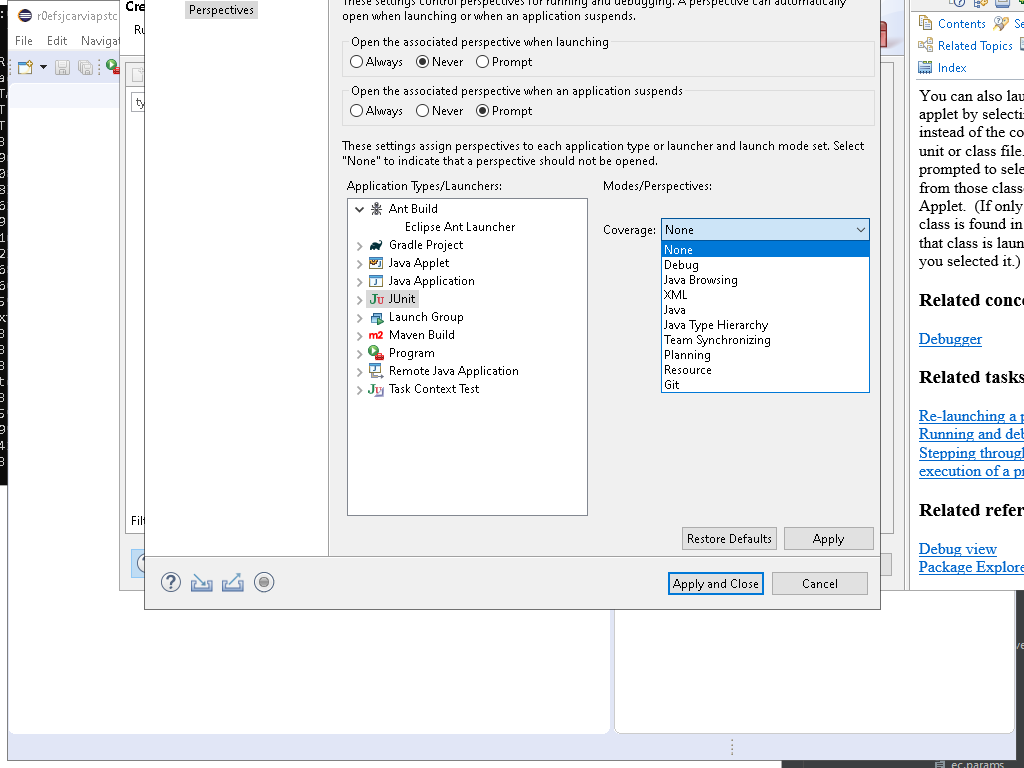 r0efsjcarviapstc
File Edit Navigat
Cre
Ru
ty
Filt
Perspectives
These settings control perspectives for running and debugging. A perspective can automatically
open when launching or when an application suspends.
Open the associated perspective when launching
Always Never Prompt
Open the associated perspective when an application suspends
Always Never Prompt
These settings assign perspectives to each application type or launcher and launch mode set. Select
"None" to indicate that a perspective should not be opened.
Application Types/Launchers:
Ant Build
Eclipse Ant Launcher
Gradle Project
Java Applet
Java Application
JUnit
Launch Group
Maven Build
Program
Remote Java Application
Task Context Test
Modes/Perspectives:
Coverage: None
None
Debug
Java Browsing
XML
Java
Java Type Hierarchy
Team Synchronizing
Planning
Resource
Git
Restore Defaults Apply
Apply and Close Cancel
Contents Se
Related Topics
Index
You can also lau
applet by selecti
instead of the co
unit or class file.
prompted to sele
from those classe
Applet. (If only
class is found in
that class is laun
you selected it.)
Related conce
Debugger
Related tasks
Re-launching a p
Running and deb
Stepping through
execution of a pr
Related refer
Debug view
Package Explore
ec.params